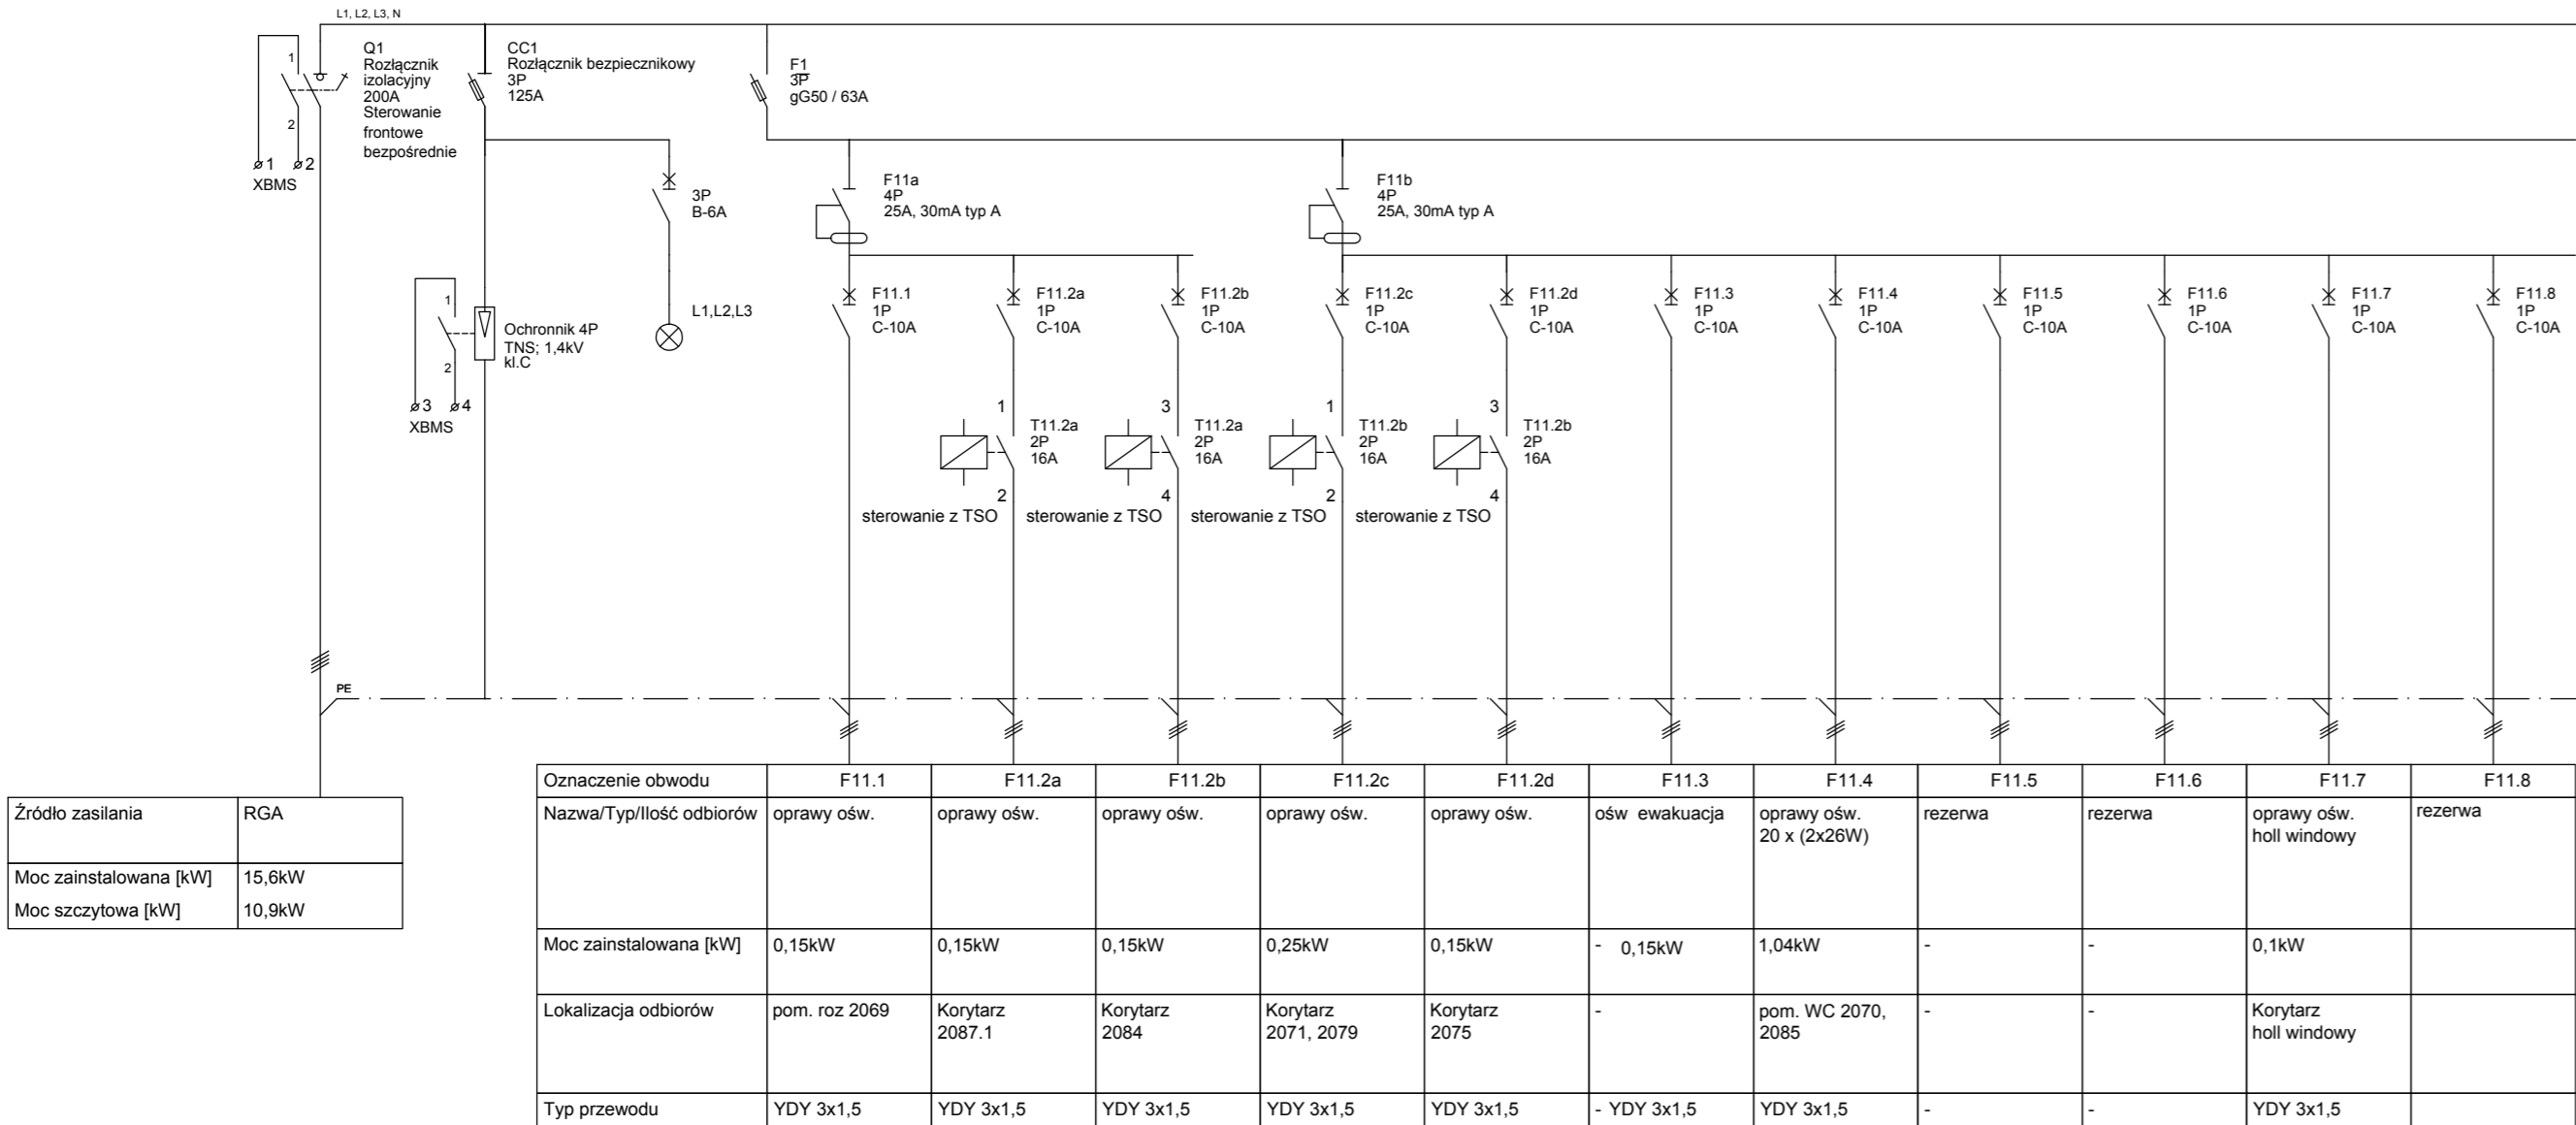 L1, L2, L3, N
1
2
1 2
XBMS
Q1
Rozłącznik
izolacyjny
200A
Sterowanie
frontowe
bezpośrednie
CC1
Rozłącznik bezpiecznikowy
3P
125A
F1
3P
gG50 / 63A
3P
B-6A
L1,L2,L3
1
2
3 4
XBMS
Ochronnik 4P
TNS; 1,4kV
kl.C
F11a
4P
25A, 30mA typ A
F11b
4P
25A, 30mA typ A
F11.1
1P
C-10A
F11.2a
1P
C-10A
F11.2b
1P
C-10A
F11.2c
1P
C-10A
F11.2d
1P
C-10A
F11.3
1P
C-10A
F11.4
1P
C-10A
F11.5
1P
C-10A
F11.6
1P
C-10A
F11.7
1P
C-10A
F11.8
1P
C-10A
1
T11.2a
2P
16A
2
sterowanie z TSO
3
T11.2a
2P
16A
4
sterowanie z TSO
1
T11.2b
2P
16A
2
sterowanie z TSO
3
T11.2b
2P
16A
4
sterowanie z TSO
PE
Źródło zasilania RGA
Moc zainstalowana [kW] 15,6kW
Moc szczytowa [kW] 10,9kW
Oznaczenie obwodu F11.1 F11.2a F11.2b F11.2c F11.2d F11.3 F11.4 F11.5 F11.6 F11.7 F11.8
Nazwa/Typ/Ilość odbiorów oprawy ośw. oprawy ośw. oprawy ośw. oprawy ośw. oprawy ośw. ośw ewakuacja oprawy ośw. rezerwa rezerwa oprawy ośw. rezerwa
20 x (2x26W) holl windowy
Moc zainstalowana [kW] 0,15kW 0,15kW 0,15kW 0,25kW 0,15kW - 0,15kW 1,04kW - - 0,1kW
Lokalizacja odbiorów pom. roz 2069 Korytarz Korytarz Korytarz Korytarz - pom. WC 2070, - - Korytarz
2087.1 2084 2071, 2079 2075 2085 holl windowy
Typ przewodu YDY 3x1,5 YDY 3x1,5 YDY 3x1,5 YDY 3x1,5 YDY 3x1,5 - YDY 3x1,5 YDY 3x1,5 - - YDY 3x1,5